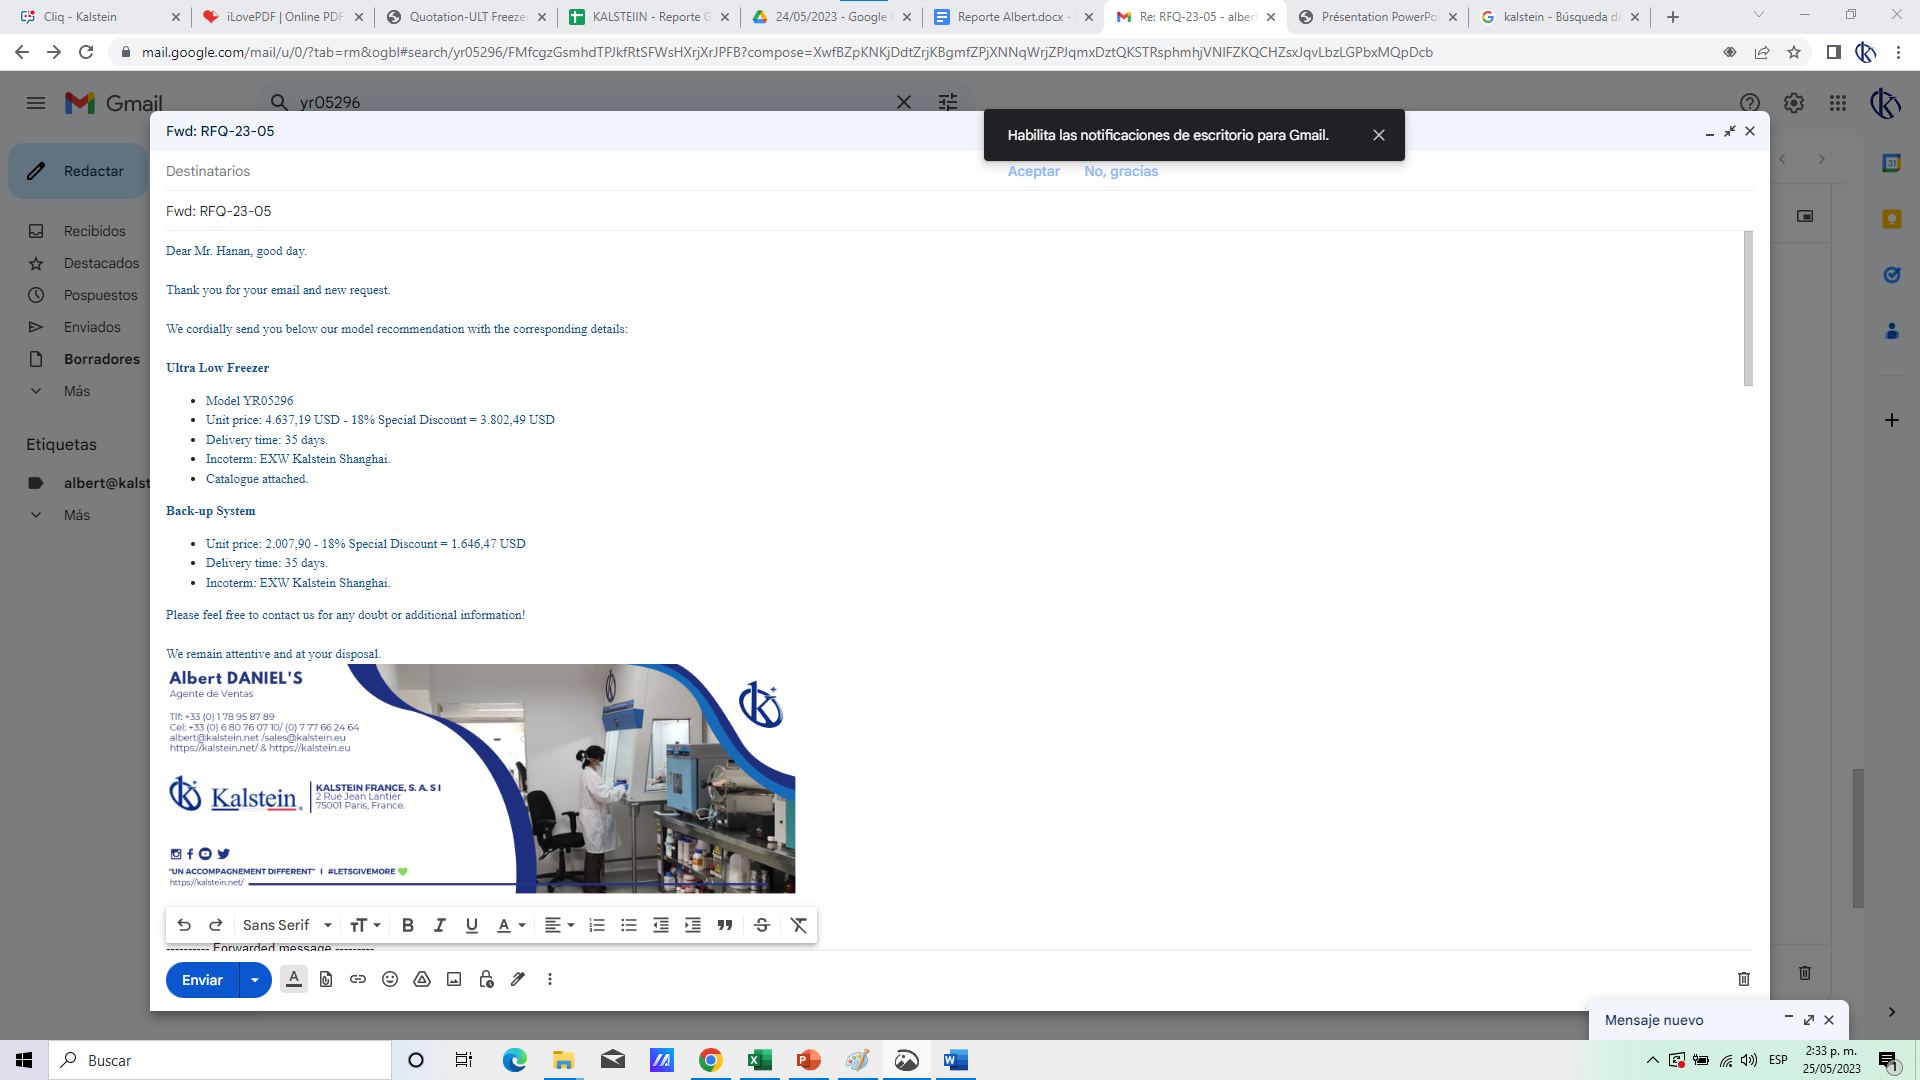 Cliq - Kalstein
iLovePDF | Online PDF
Quotation-ULT Freezer
KALSTEIIN - Reporte G
24/05/2023 - Google
Reporte Albert.docx -
Re: RFQ-23-05 - albert
Présentation PowerPo
kalstein - Búsqueda de
mail.google.com/mail/u/0/?tab=rm&ogbl#search/yr05296/FMfcgzGsmhdTPJkfRtSFWsHXrjXrJPFB?compose=XwfBZpKNKjDdtZrjKBgmfZPjXNNqWrjZPJqmxDztQKSTRsphmhjVNIFZKQCHZsxJqvLbzLGPbxMQpDcb
Gmail
yr05296
Fwd: RFQ-23-05
Habilita las notificaciones de escritorio para Gmail.
Aceptar No, gracias
Redactar
Recibidos
Destacados
Pospuestos
Enviados
Borradores
Más
Etiquetas
albert@kalst
Más
Destinatarios
Fwd: RFQ-23-05
Dear Mr. Hanan, good day.
Thank you for your email and new request.
We cordially send you below our model recommendation with the corresponding details:
Ultra Low Freezer
• Model YR05296
• Unit price: 4.637,19 USD - 18% Special Discount = 3.802,49 USD
• Delivery time: 35 days.
• Incoterm: EXW Kalstein Shanghai.
• Catalogue attached.
Back-up System
• Unit price: 2.007,90 - 18% Special Discount = 1.646,47 USD
• Delivery time: 35 days.
• Incoterm: EXW Kalstein Shanghai.
Please feel free to contact us for any doubt or additional information!
We remain attentive and at your disposal.
Albert DANIEL'S
Agente de Ventas
Tlf: +33 (0) 1 78 95 87 89
Cel: +33 (0) 6 80 76 07 10/ (0) 7 77 66 24 64
albert@kalstein.net /sales@kalstein.eu
https://kalstein.net/ & https://kalstein.eu
Kalstein®
KALSTEIN FRANCE, S. A. S I
2 Rue Jean Lantier
75001 Paris, France.
"UN ACCOMPAGNEMENT DIFFERENT" I #LETSGIVEMORE 💚
https://kalstein.net/
Sans Serif
---------- Forwarded message ---------
Enviar
Mensaje nuevo
Buscar
ESP
2:33 p. m.
25/05/2023
1
31